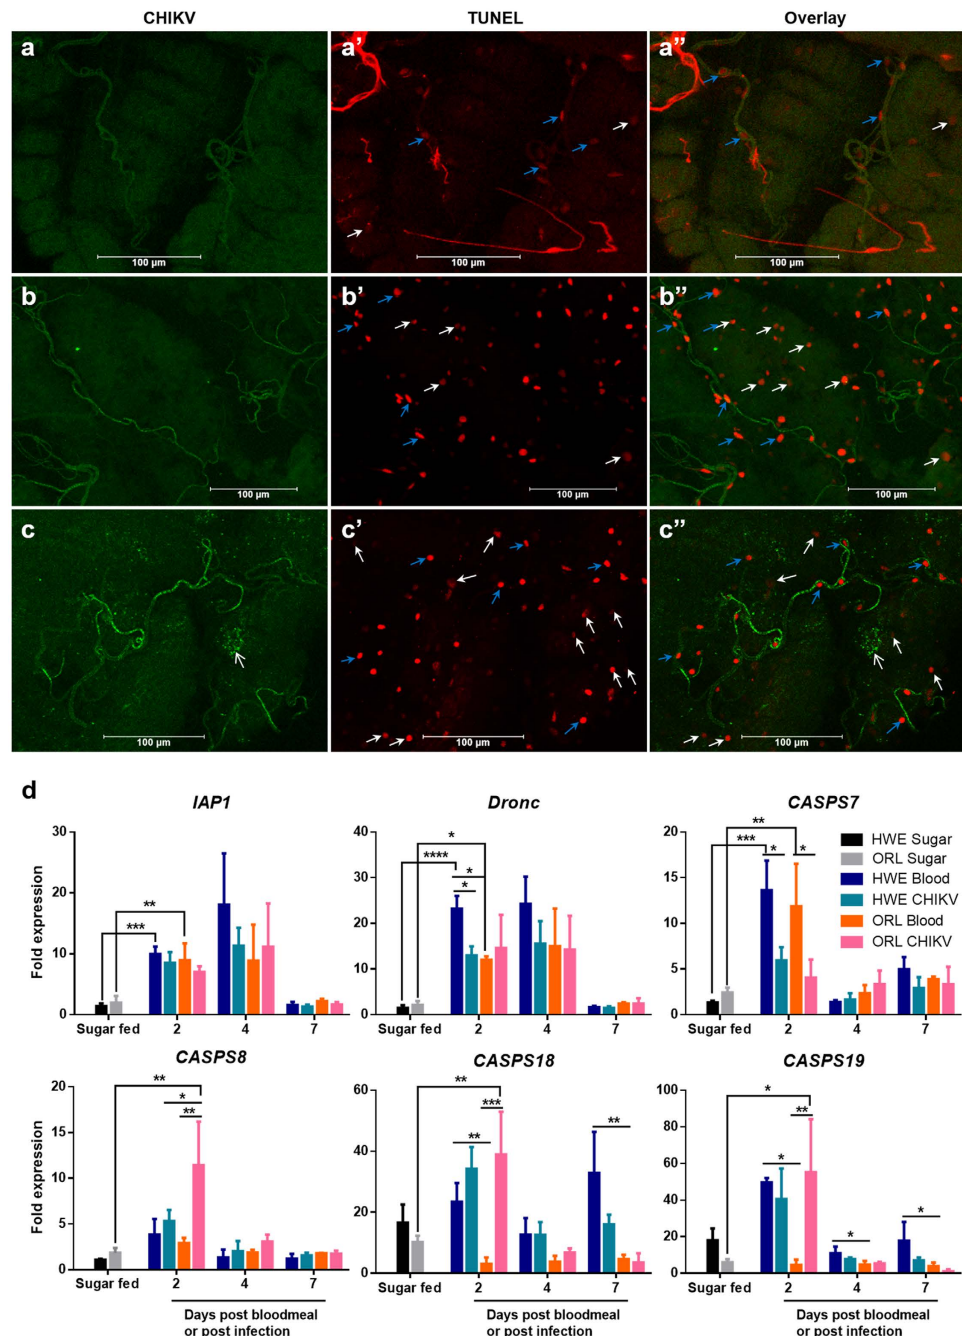 CHIKV TUNEL Overlay
a a' a''
100 µm 100 µm 100 µm
b b' b''
100 µm 100 µm 100 µm
c c' c''
100 µm 100 µm 100 µm
d
IAP1 Dronc CASPS7
Fold expression
30 40 25
20 30 20
10 20 15
0 10 10
0 5
0
*** **
**** * * *
*** ** * *
HWE Sugar
ORL Sugar
HWE Blood
HWE CHIKV
ORL Blood
ORL CHIKV
Sugar fed 2 4 7 Sugar fed 2 4 7 Sugar fed 2 4 7
CASPS8 CASPS18 CASPS19
Fold expression
20 60 100
15 40 80
10 20 60
5 0 40
0 20
0
** * **
** *** ** **
* ** * * *
Sugar fed 2 4 7 Sugar fed 2 4 7 Sugar fed 2 4 7
Days post bloodmeal Days post bloodmeal Days post bloodmeal
or post infection or post infection or post infection